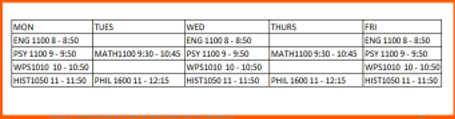 MON TUES WED THURS FRI
ENG 1100 8 - 8:50 ENG 1100 8 - 8:50 ENG 1100 8 - 8:50
PSY 1100 9 - 9:50 MATH1100 9:30 - 10:45 PSY 1100 9 - 9:50 MATH1100 9:30 - 10:45 PSY 1100 9 - 9:50
WPS1010 10 - 10:50 WPS1010 10 - 10:50 WPS1010 10 - 10:50
HIST1050 11 - 11:50 PHIL 1600 11 - 12:15 HIST1050 11 - 11:50 PHIL 1600 11 - 12:15 HIST1050 11 - 11:50